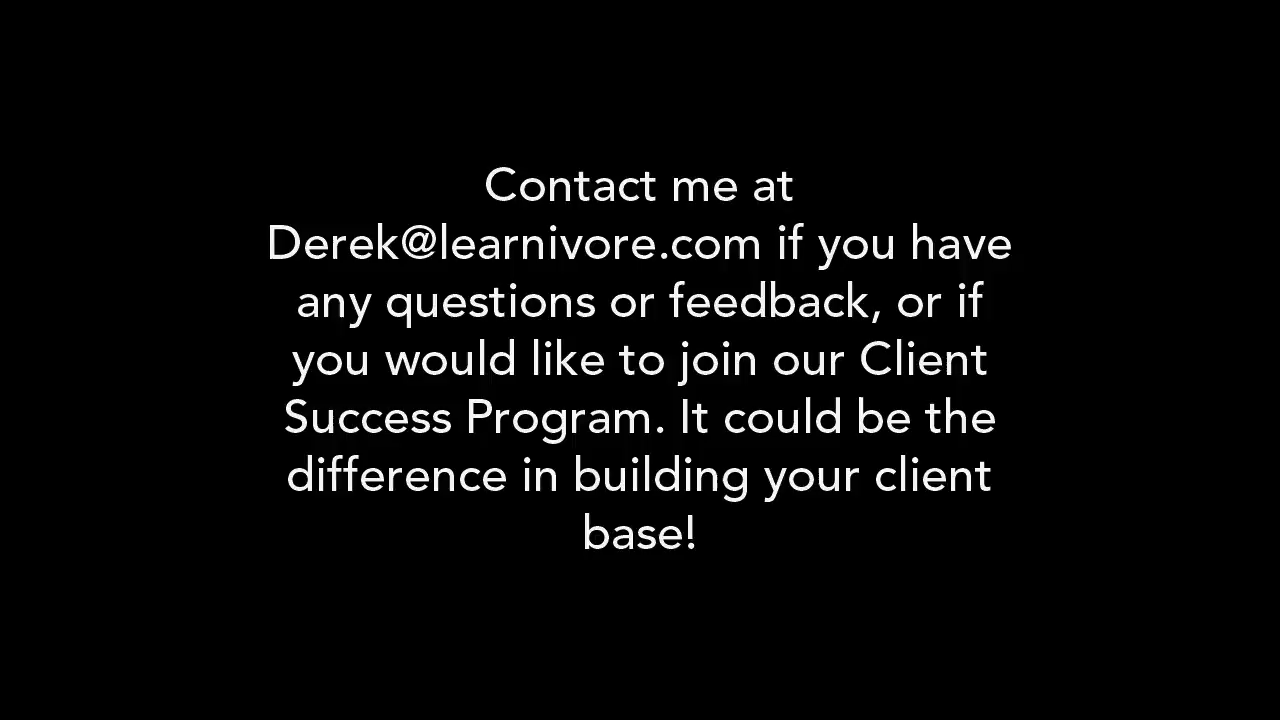 Contact me at
Derek@learnivore.com if you have
any questions or feedback, or if
you would like to join our Client
Success Program. It could be the
difference in building your client
base!